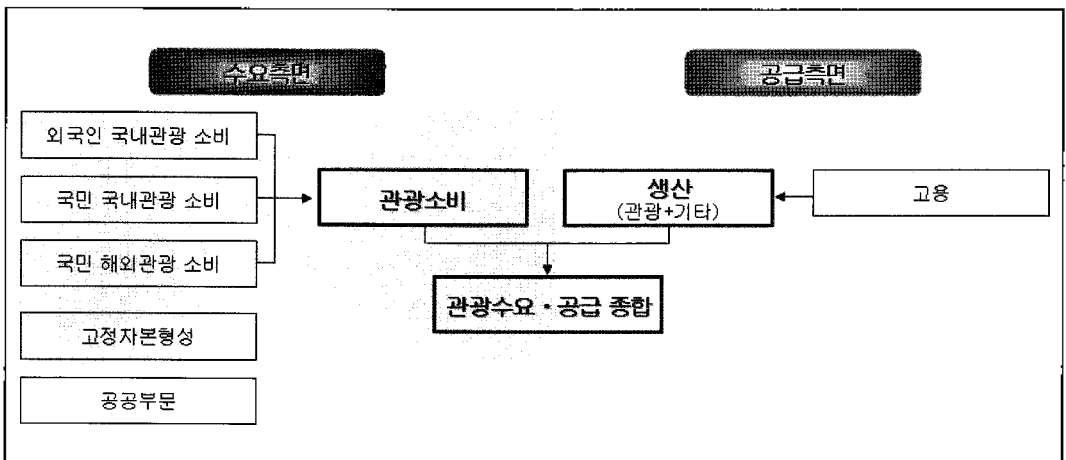 수요측면
공급측면
외국인 국내관광 소비
국민 국내관광 소비
국민 해외관광 소비
고정자본형성
공공부문
관광소비
생산
(관광+기타)
고용
관광수요·공급 종합